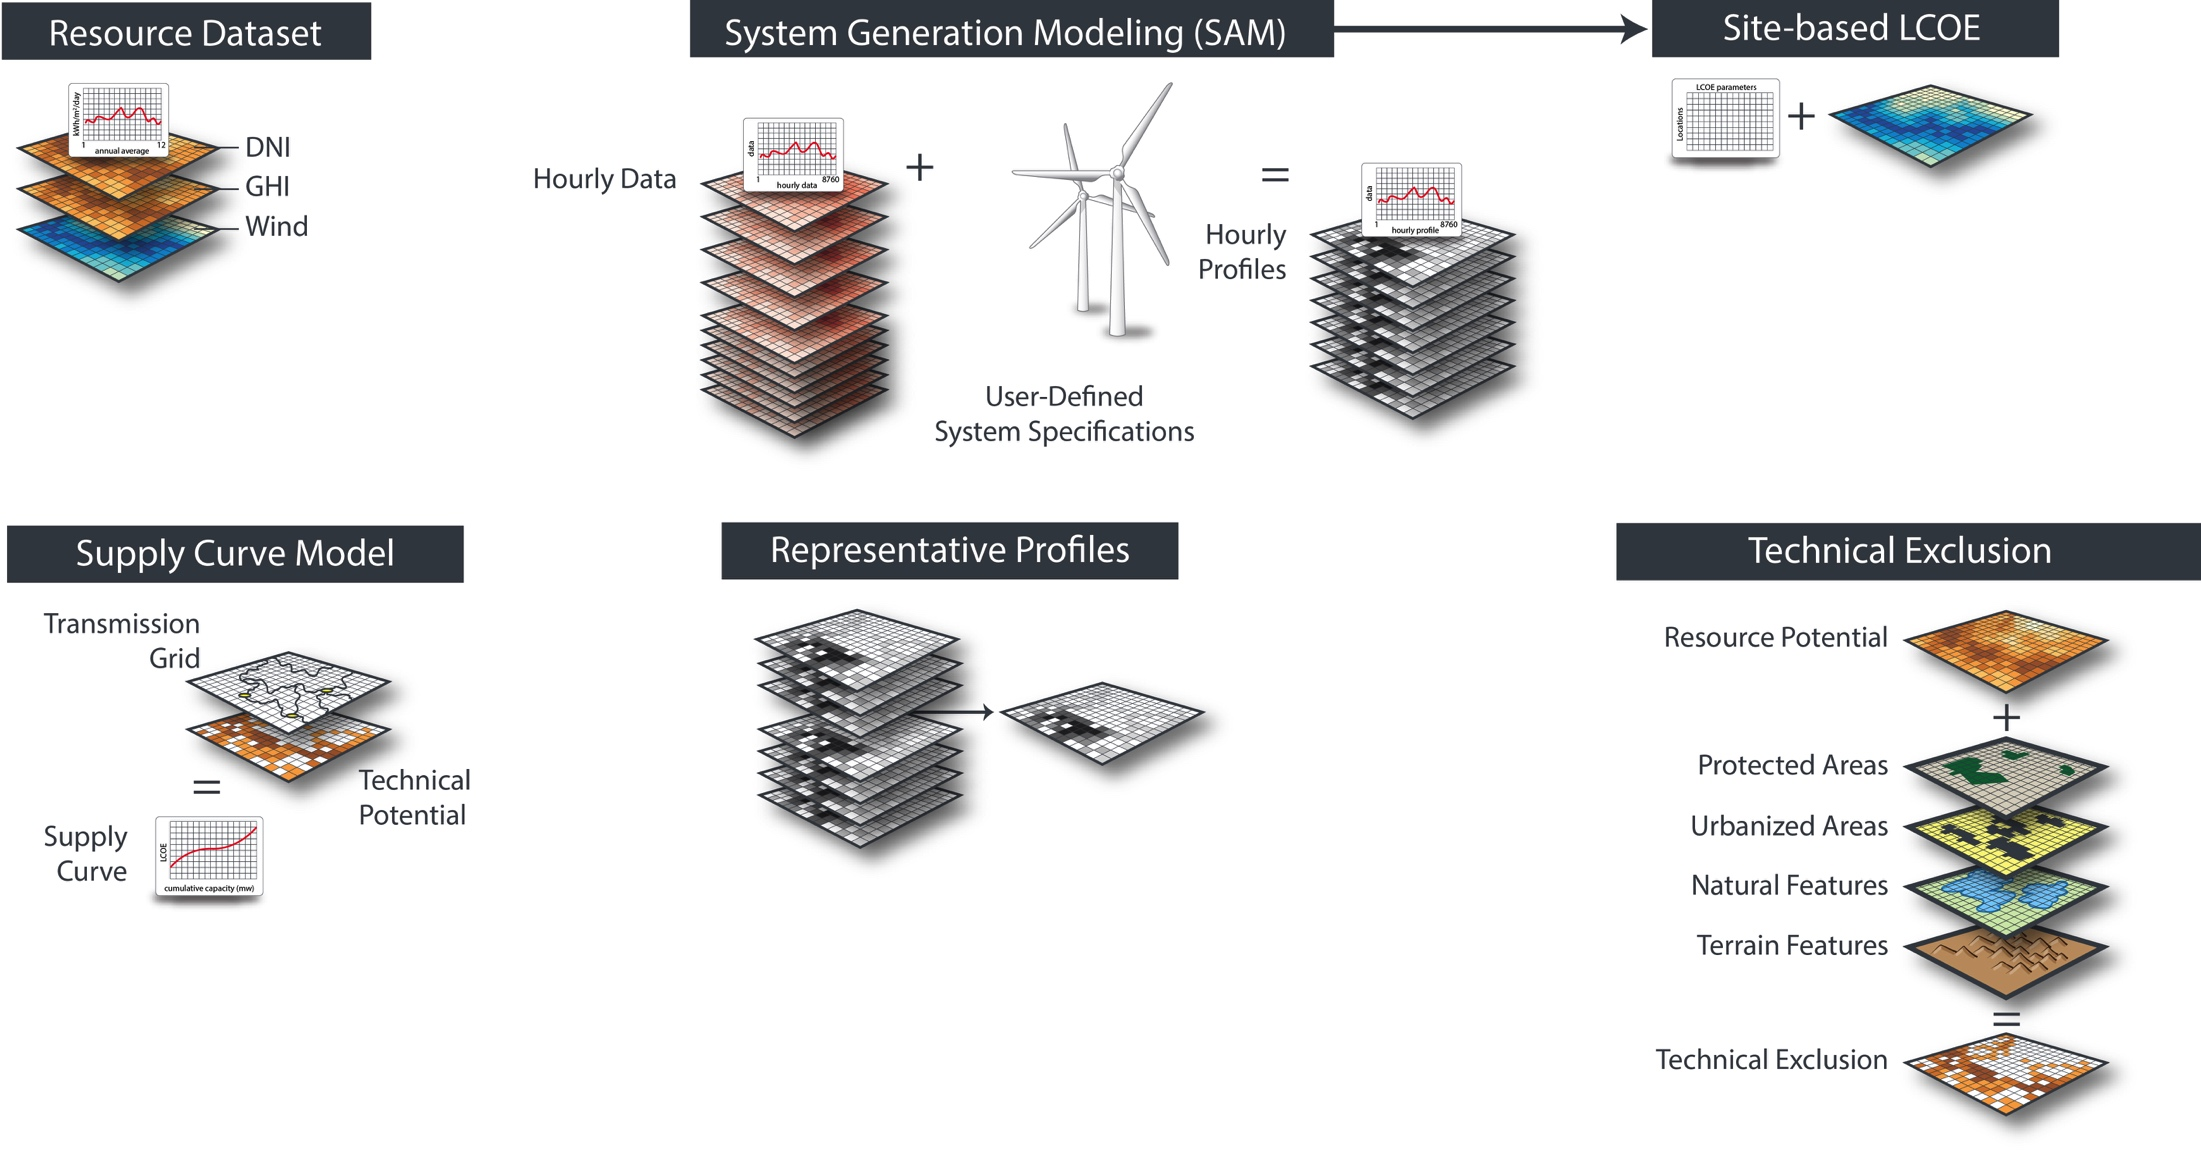 Resource Dataset
kWh/m²/day
1 12
annual average
DNI
GHI
Wind
System Generation Modeling (SAM)
Hourly Data
data
1 8760
hourly data
+
User-Defined
System Specifications
=
Hourly
Profiles
data
1 8760
hourly profile
Site-based LCOE
LCOE parameters
Locations
+
Supply Curve Model
Transmission
Grid
Technical
Potential
=
Supply
Curve
LCOE
cumulative capacity (mw)
Representative Profiles
Technical Exclusion
Resource Potential
+
Protected Areas
Urbanized Areas
Natural Features
Terrain Features
=
Technical Exclusion